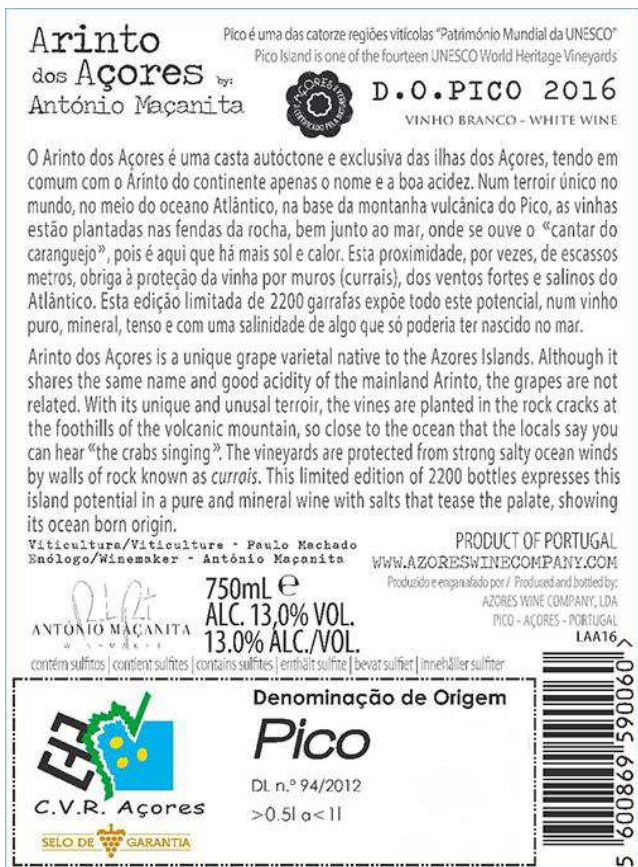 Arinto
dos Açores by:
António Maçanita
Pico é uma das catorze regiões vitícolas "Património Mundial da UNESCO"
Pico Island is one of the fourteen UNESCO World Heritage Vineyards
D.O.PICO 2016
VINHO BRANCO - WHITE WINE
O Arinto dos Açores é uma casta autóctone e exclusiva das ilhas dos Açores, tendo em
comum com o Arinto do continente apenas o nome e a boa acidez. Num terroir único no
mundo, no meio do oceano Atlântico, na base da montanha vulcânica do Pico, as vinhas
estão plantadas nas fendas da rocha, bem junto ao mar, onde se ouve o «cantar do
caranguejo", pois é aqui que há mais sol e calor. Esta proximidade, por vezes, de escassos
metros, obriga à proteção da vinha por muros (currais), dos ventos fortes e salinos do
Atlântico. Esta edição limitada de 2200 garrafas expõe todo este potencial, num vinho
puro, mineral, tenso e com uma salinidade de algo que só poderia ter nascido no mar.
Arinto dos Açores is a unique grape varietal native to the Azores Islands. Although it
shares the same name and good acidity of the mainland Arinto, the grapes are not
related. With its unique and unusual terroir, the vines are planted in the rock cracks at
the foothills of the volcanic mountain, so close to the ocean that the locals say you
can hear «the crabs singing". The vineyards are protected from strong salty ocean winds
by walls of rock known as currais. This limited edition of 2200 bottles expresses this
island potential in a pure and mineral wine with salts that tease the palate, showing
its ocean born origin.
Viticultura/Viticulture - Paulo Machado
Enólogo/Winemaker - António Maçanita
PRODUCT OF PORTUGAL
WWW.AZORESWINECOMPANY.COM
Produzido e engarrafado por / Produced and bottled by:
AZORES WINE COMPANY, LDA
PICO - AÇORES - PORTUGAL
LAA16
ANTÓNIO MAÇANITA
750mL e
ALC. 13,0% VOL.
13.0% ALC./VOL.
contém sulfitos | contient sulfites | contains sulfites | enthält sulfite | bevat sulfiet | innehåller sulfiter
C.V.R. Açores
SELO DE GARANTIA
Denominação de Origem
Pico
DL n.º 94/2012
>0.5l a<1l
5 600869 590060 >